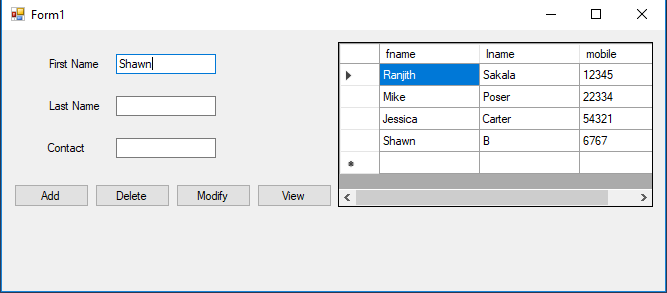 Form1
First Name Shawn
Last Name
Contact
Add Delete Modify View
fname lname mobile
Ranjith Sakala 12345
Mike Poser 22334
Jessica Carter 54321
Shawn B 6767